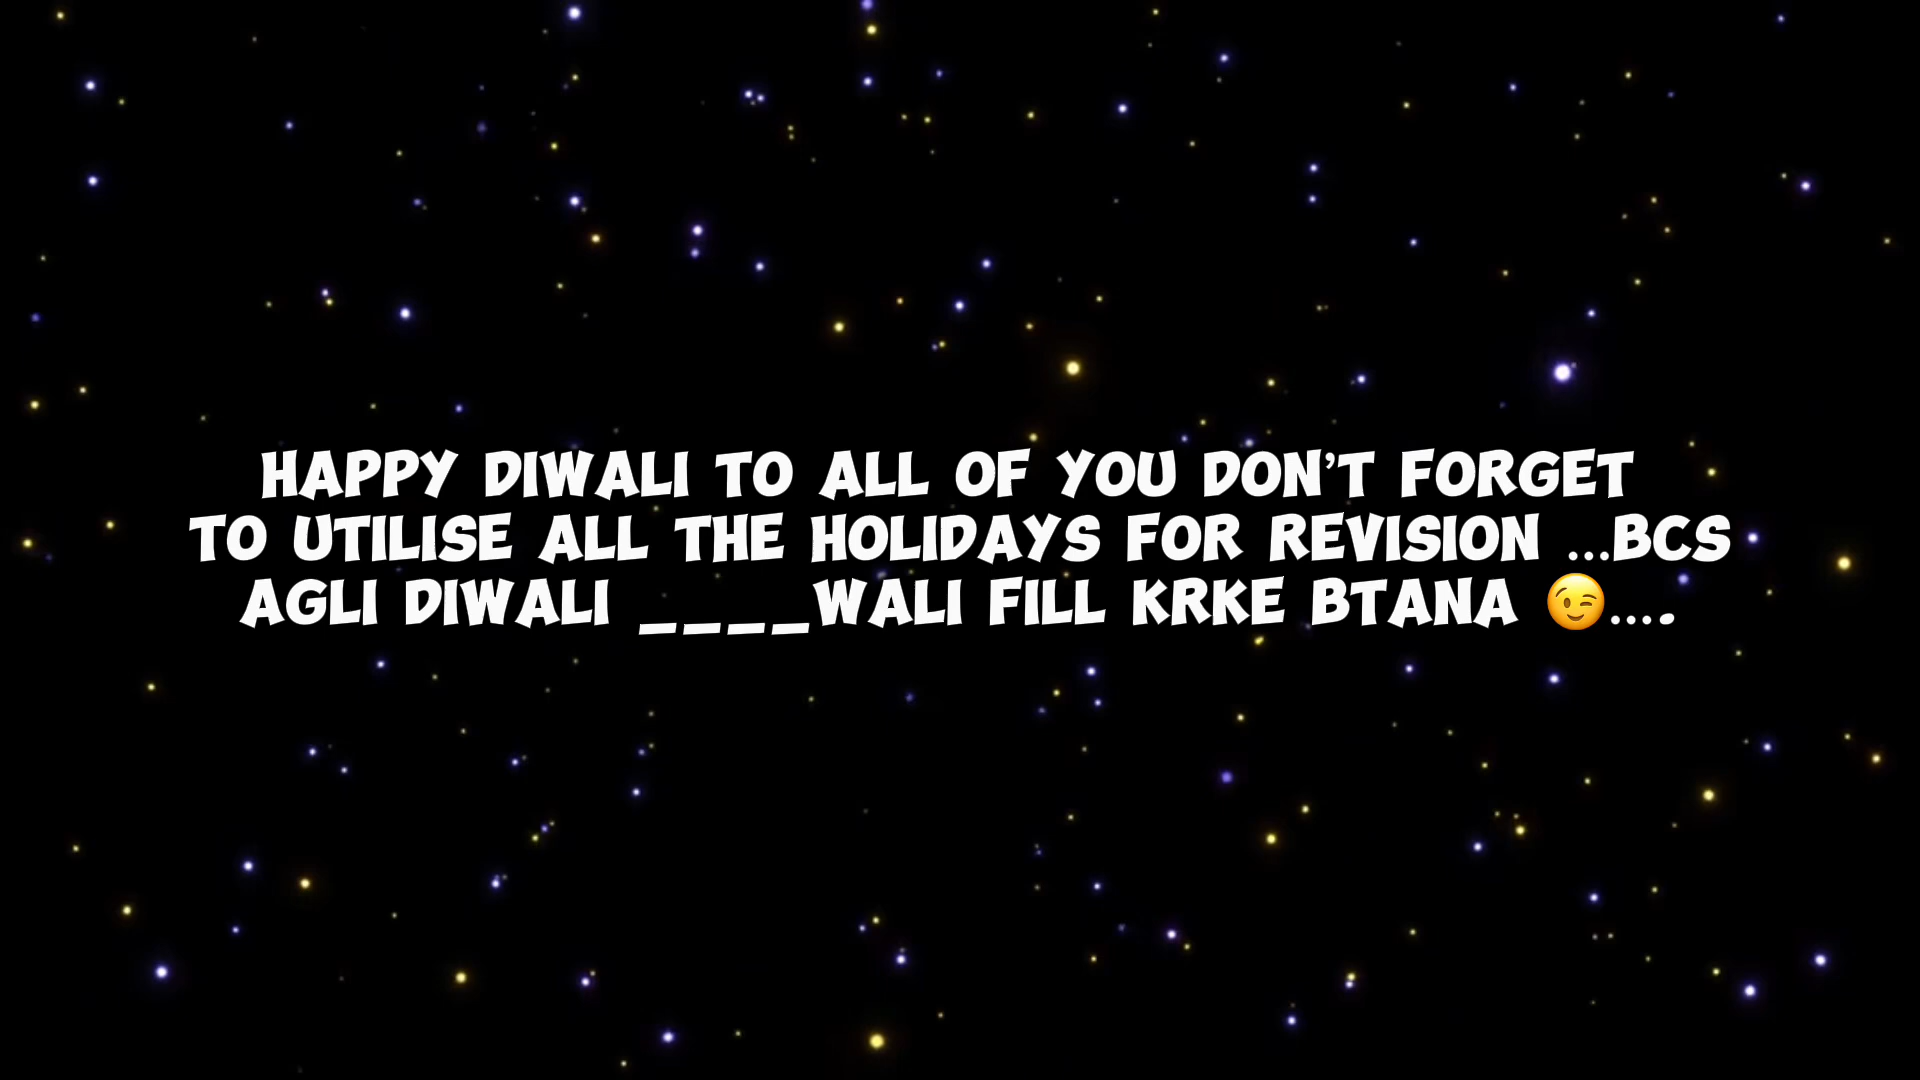 HAPPY DIWALI TO ALL OF YOU DON'T FORGET
TO UTILISE ALL THE HOLIDAYS FOR REVISION ...BCS
AGLI DIWALI ____WALI FILL KRKE BTANA 😉....